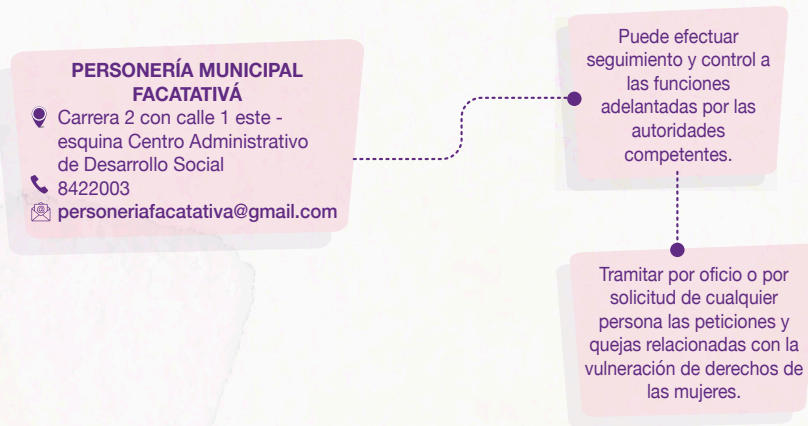 PERSONERÍA MUNICIPAL
FACATATIVÁ
Carrera 2 con calle 1 este -
esquina Centro Administrativo
de Desarrollo Social
8422003
personeriafacatativa@gmail.com
Puede efectuar
seguimiento y control a
las funciones
adelantadas por las
autoridades
competentes.
Tramitar por oficio o por
solicitud de cualquier
persona las peticiones y
quejas relacionadas con la
vulneración de derechos de
las mujeres.